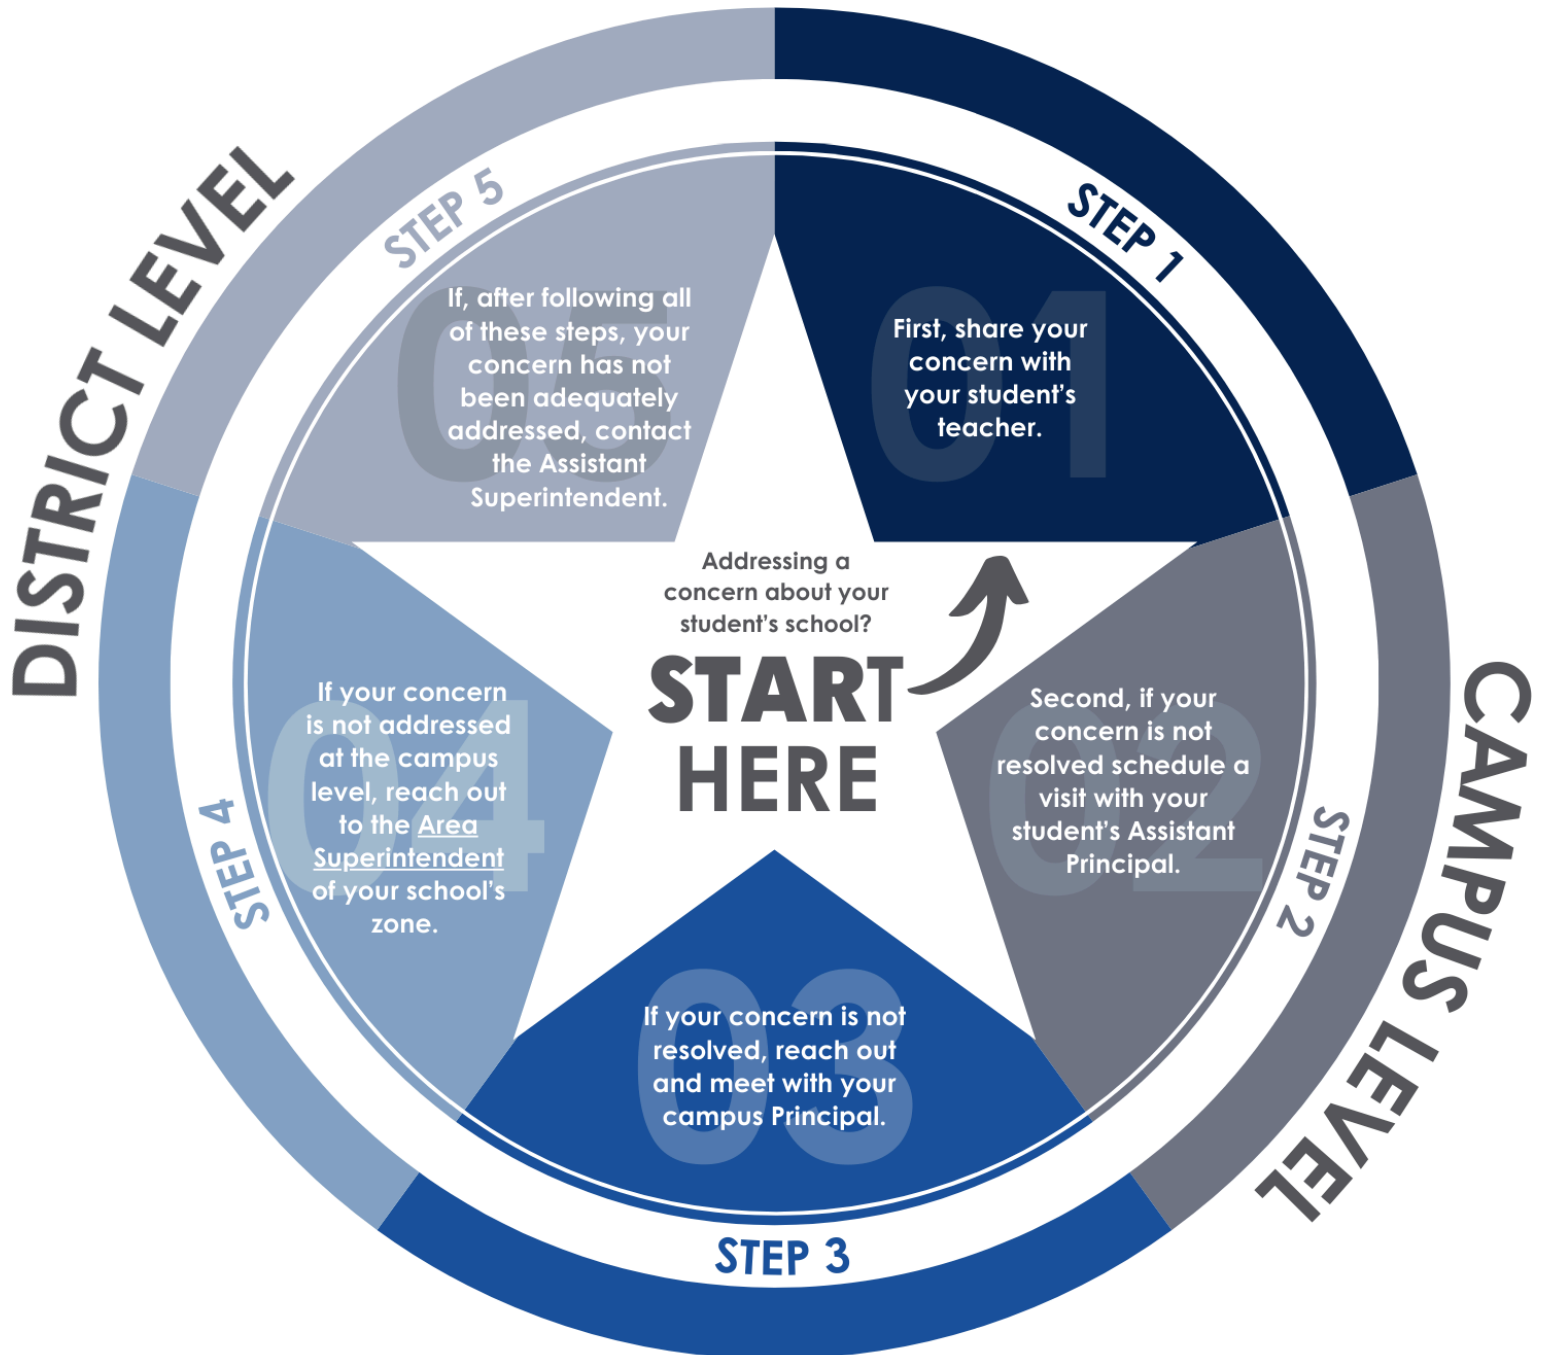 Addressing a
concern about your
student's school?
START
HERE
STEP 1
01
First, share your
concern with
your student's
teacher.
STEP 2
02
Second, if your
concern is not
resolved schedule a
visit with your
student's Assistant
Principal.
STEP 3
03
If your concern is not
resolved, reach out
and meet with your
campus Principal.
CAMPUS LEVEL
STEP 4
04
If your concern
is not addressed
at the campus
level, reach out
to the Area
Superintendent
of your school's
zone.
STEP 5
05
If, after following all
of these steps, your
concern has not
been adequately
addressed, contact
the Assistant
Superintendent.
DISTRICT LEVEL